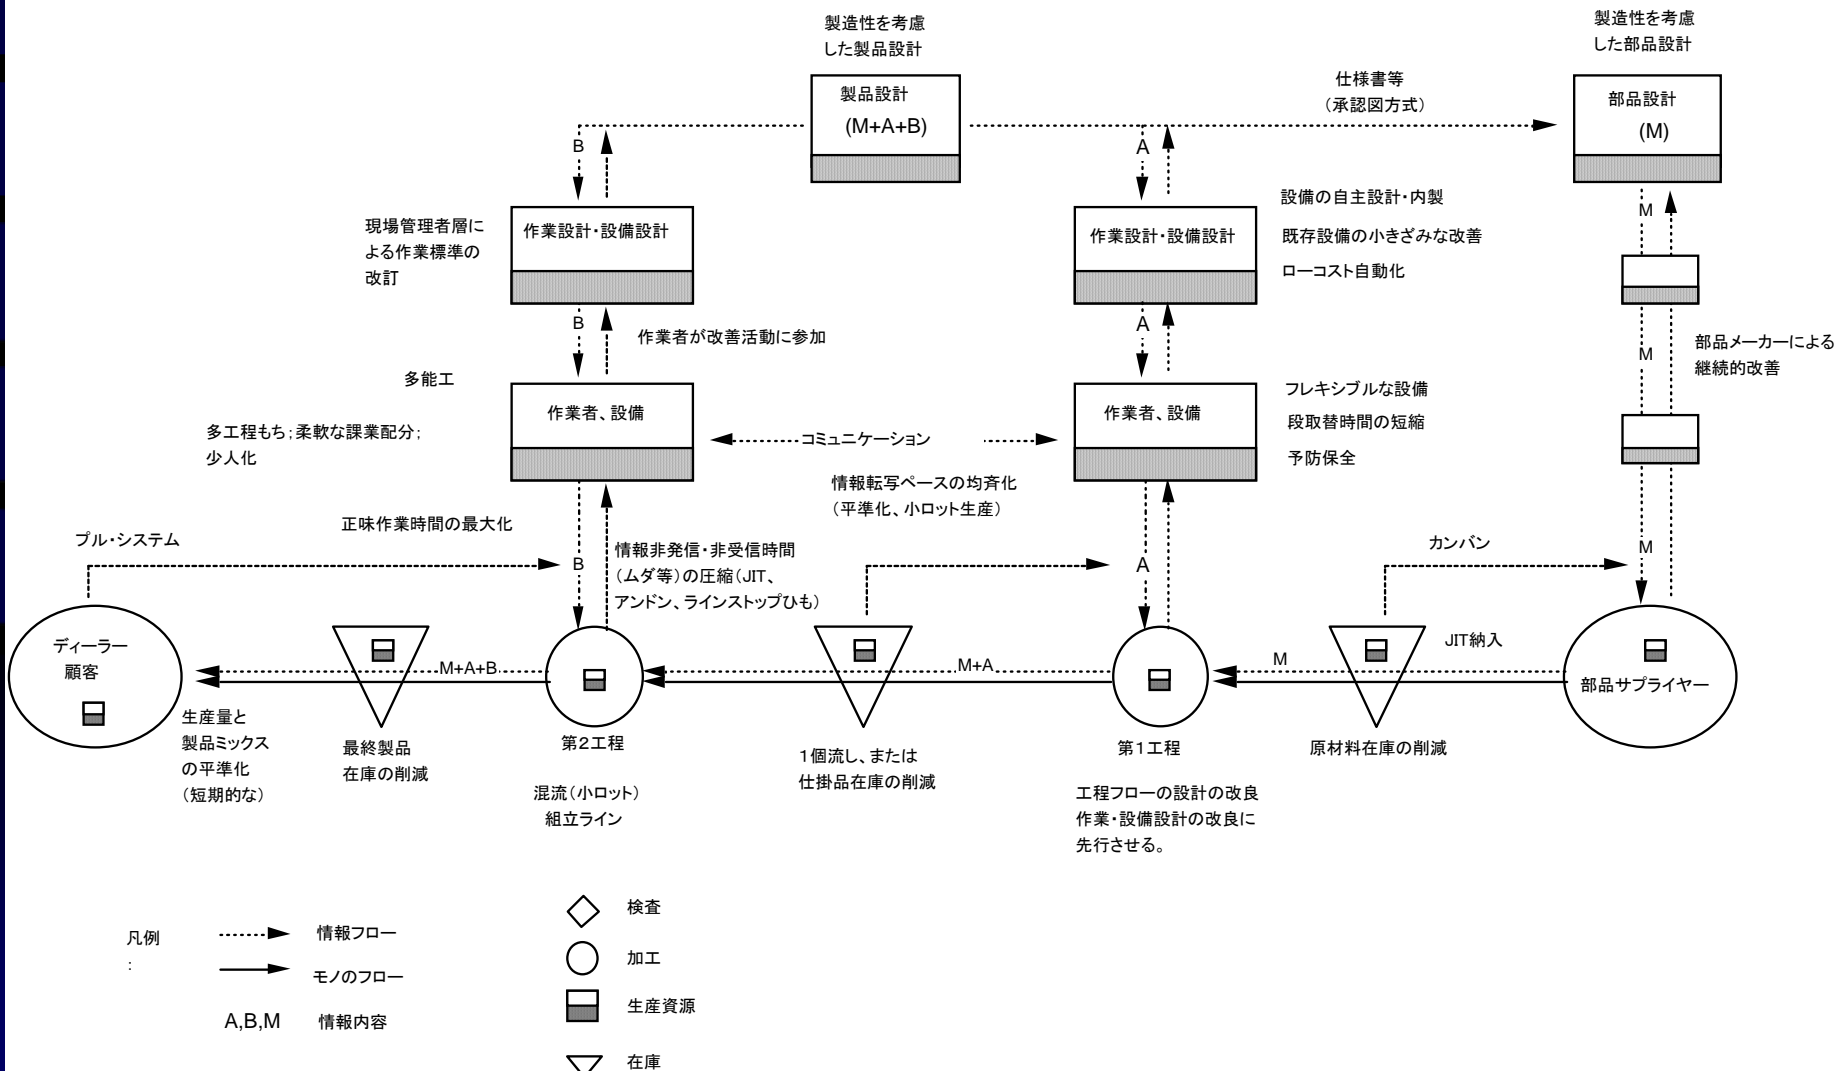 製造性を考慮
した製品設計
製造性を考慮
した部品設計
製品設計
(M+A+B)
仕様書等
（承認図方式）
部品設計
(M)
B
A
M
現場管理者層に
よる作業標準の
改訂
作業設計・設備設計
作業設計・設備設計
設備の自主設計・内製
既存設備の小きざみな改善
ローコスト自動化
B
作業者が改善活動に参加
A
M
部品メーカーによる
継続的改善
多能工
多工程もち；柔軟な課業配分；
少人化
作業者、設備
コミュニケーション
作業者、設備
フレキシブルな設備
段取替時間の短縮
予防保全
情報転写ペースの均斉化
（平準化、小ロット生産）
正味作業時間の最大化
プル・システム
B
情報非発信・非受信時間
（ムダ等）の圧縮（JIT、
アンドン、ラインストップひも）
A
カンバン
M
ディーラー
顧客
M+A+B
M+A
M
JIT納入
部品サプライヤー
生産量と
製品ミックス
の平準化
（短期的な）
最終製品
在庫の削減
第２工程
混流（小ロット）
組立ライン
１個流し、または
仕掛品在庫の削減
第１工程
工程フローの設計の改良
作業・設備設計の改良に
先行させる。
原材料在庫の削減
凡例
：
情報フロー
モノのフロー
A,B,M 情報内容
検査
加工
生産資源
在庫